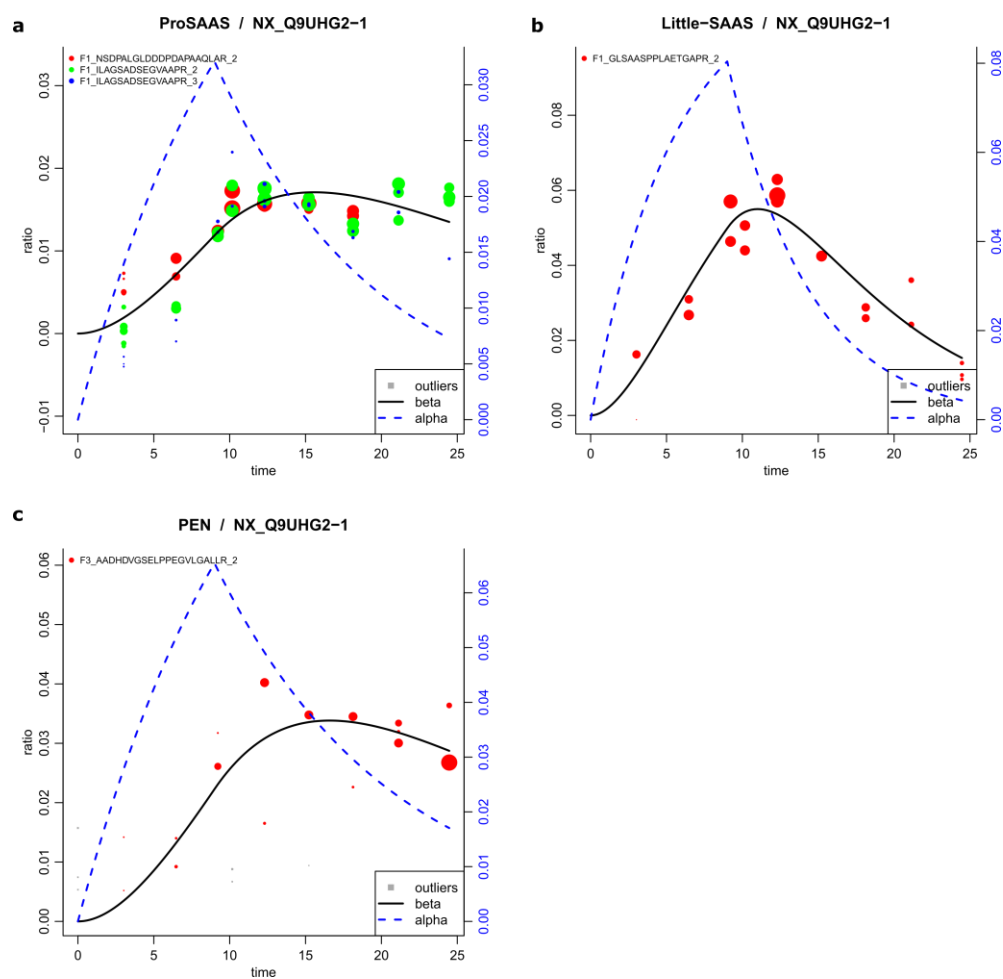 a
ProSAAS / NX_Q9UHG2−1
F1_NSDPALGLDDDPDAPAAQLAR_2
F1_ILAGSADSEGVAAPR_2
F1_ILAGSADSEGVAAPR_3
ratio
−0.01 0.00 0.01 0.02 0.03
0.000 0.005 0.010 0.015 0.020 0.025 0.030
outliers
beta
alpha
0 5 10 15 20 25
time
b
Little−SAAS / NX_Q9UHG2−1
F1_GLSAASPPLAETGAPR_2
ratio
0.00 0.02 0.04 0.06 0.08
0.00 0.02 0.04 0.06 0.08
outliers
beta
alpha
0 5 10 15 20 25
time
c
PEN / NX_Q9UHG2−1
F3_AADHDVGSELPPEGVLGALLR_2
ratio
0.00 0.01 0.02 0.03 0.04 0.05 0.06
0.00 0.01 0.02 0.03 0.04 0.05 0.06
outliers
beta
alpha
0 5 10 15 20 25
time